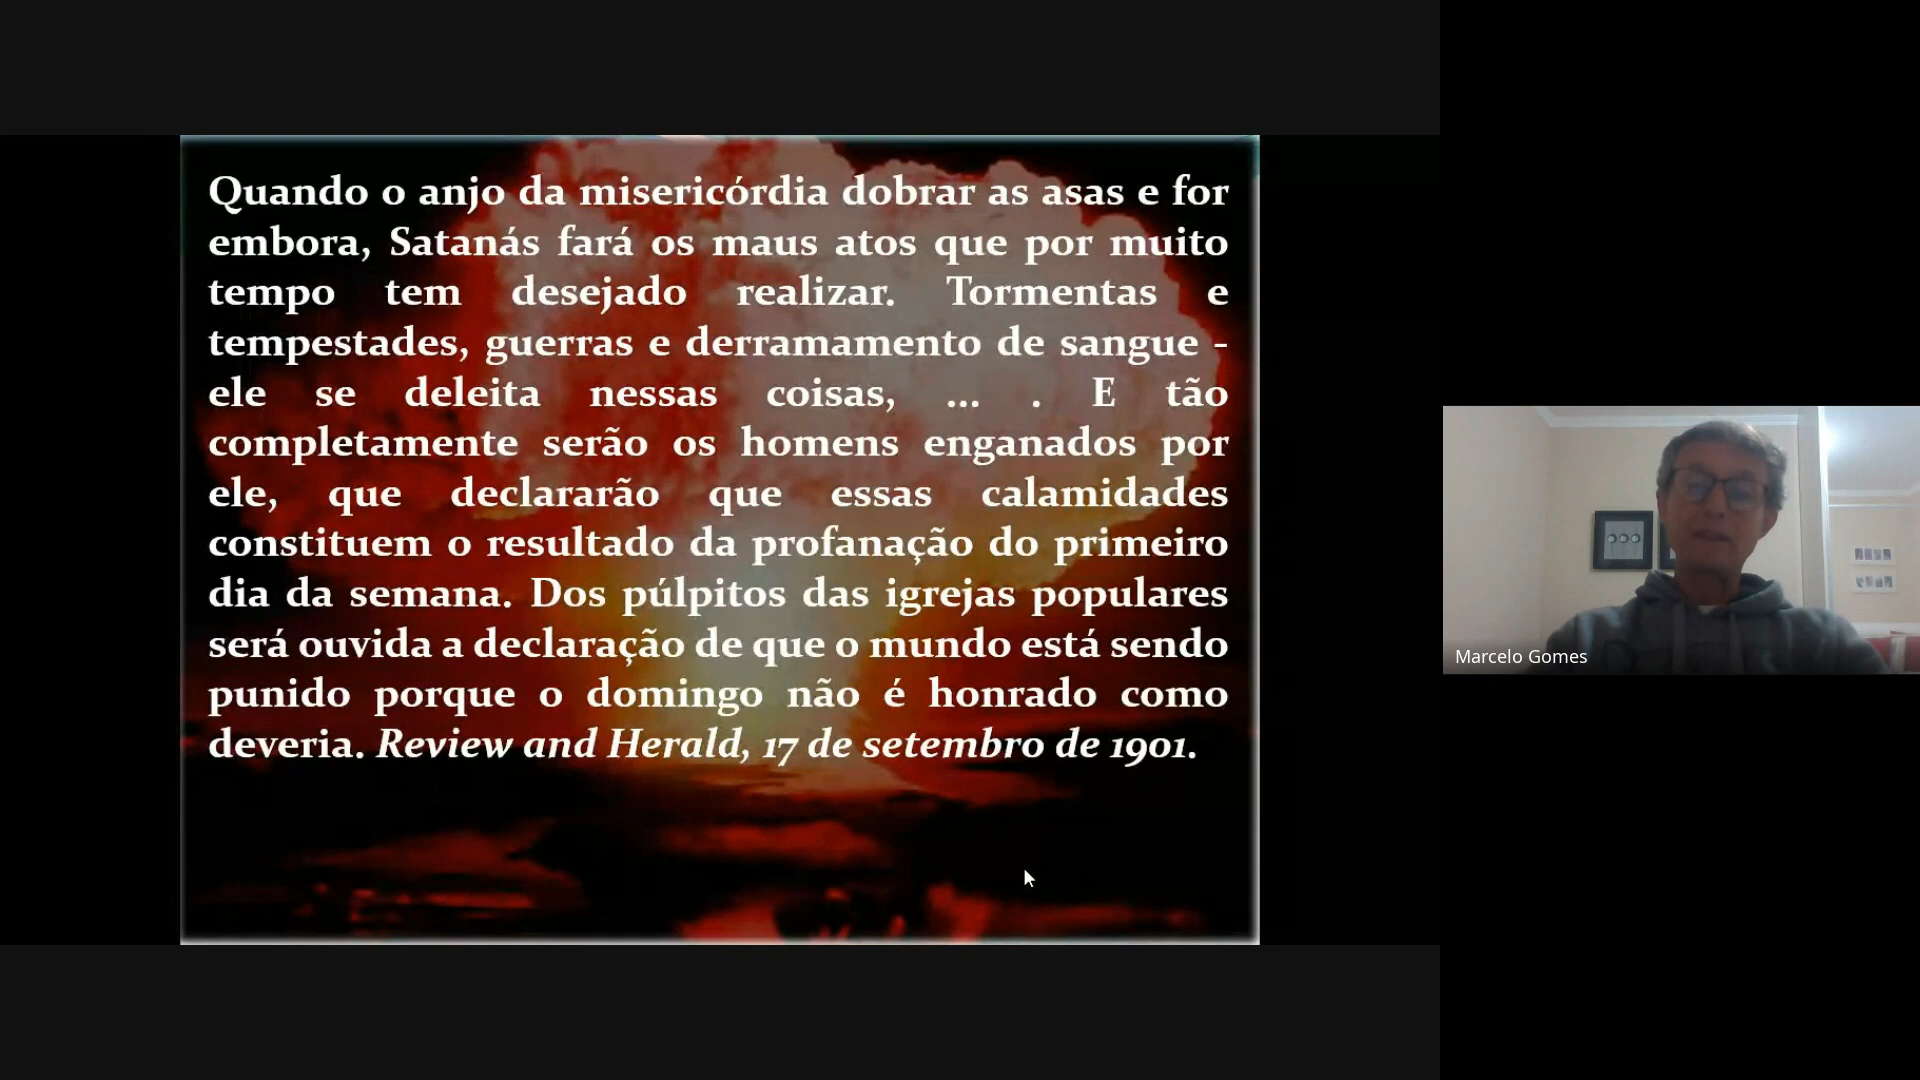 Quando o anjo da misericórdia dobrar as asas e for
embora, Satanás fará os maus atos que por muito
tempo tem desejado realizar. Tormentas e
tempestades, guerras e derramamento de sangue -
ele se deleita nessas coisas, ... . E tão
completamente serão os homens enganados por
ele, que declararão que essas calamidades
constituem o resultado da profanação do primeiro
dia da semana. Dos púlpitos das igrejas populares
será ouvida a declaração de que o mundo está sendo
punido porque o domingo não é honrado como
deveria. Review and Herald, 17 de setembro de 1901.
Marcelo Gomes